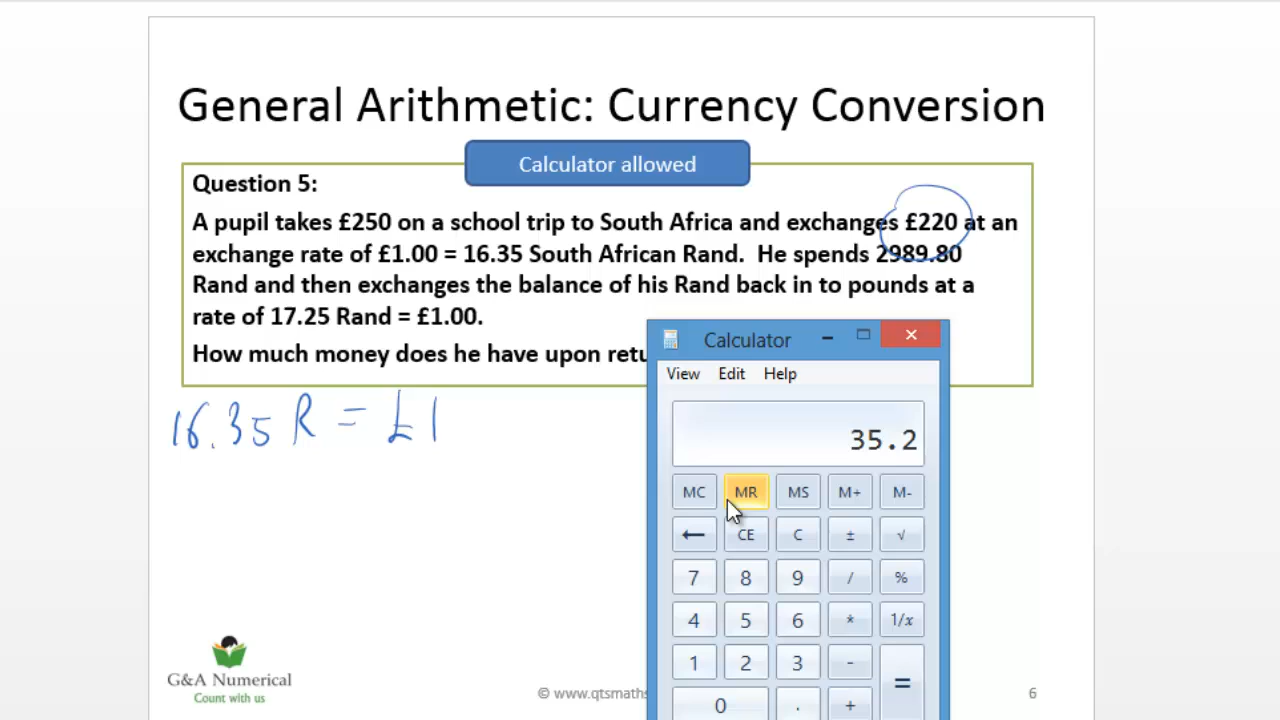 General Arithmetic: Currency Conversion
Calculator allowed
Question 5:
A pupil takes £250 on a school trip to South Africa and exchanges £220 at an
exchange rate of £1.00 = 16.35 South African Rand. He spends 2989.80
Rand and then exchanges the balance of his Rand back in to pounds at a
rate of 17.25 Rand = £1.00.
How much money does he have upon retu
16.35 R = £1
Calculator
View Edit Help
35.2
MC MR MS M+ M-
← CE C ± √
7 8 9 / %
4 5 6 * 1/x
1 2 3 - =
0 . +
G&A Numerical
Count with us
© www.qtsmaths
6